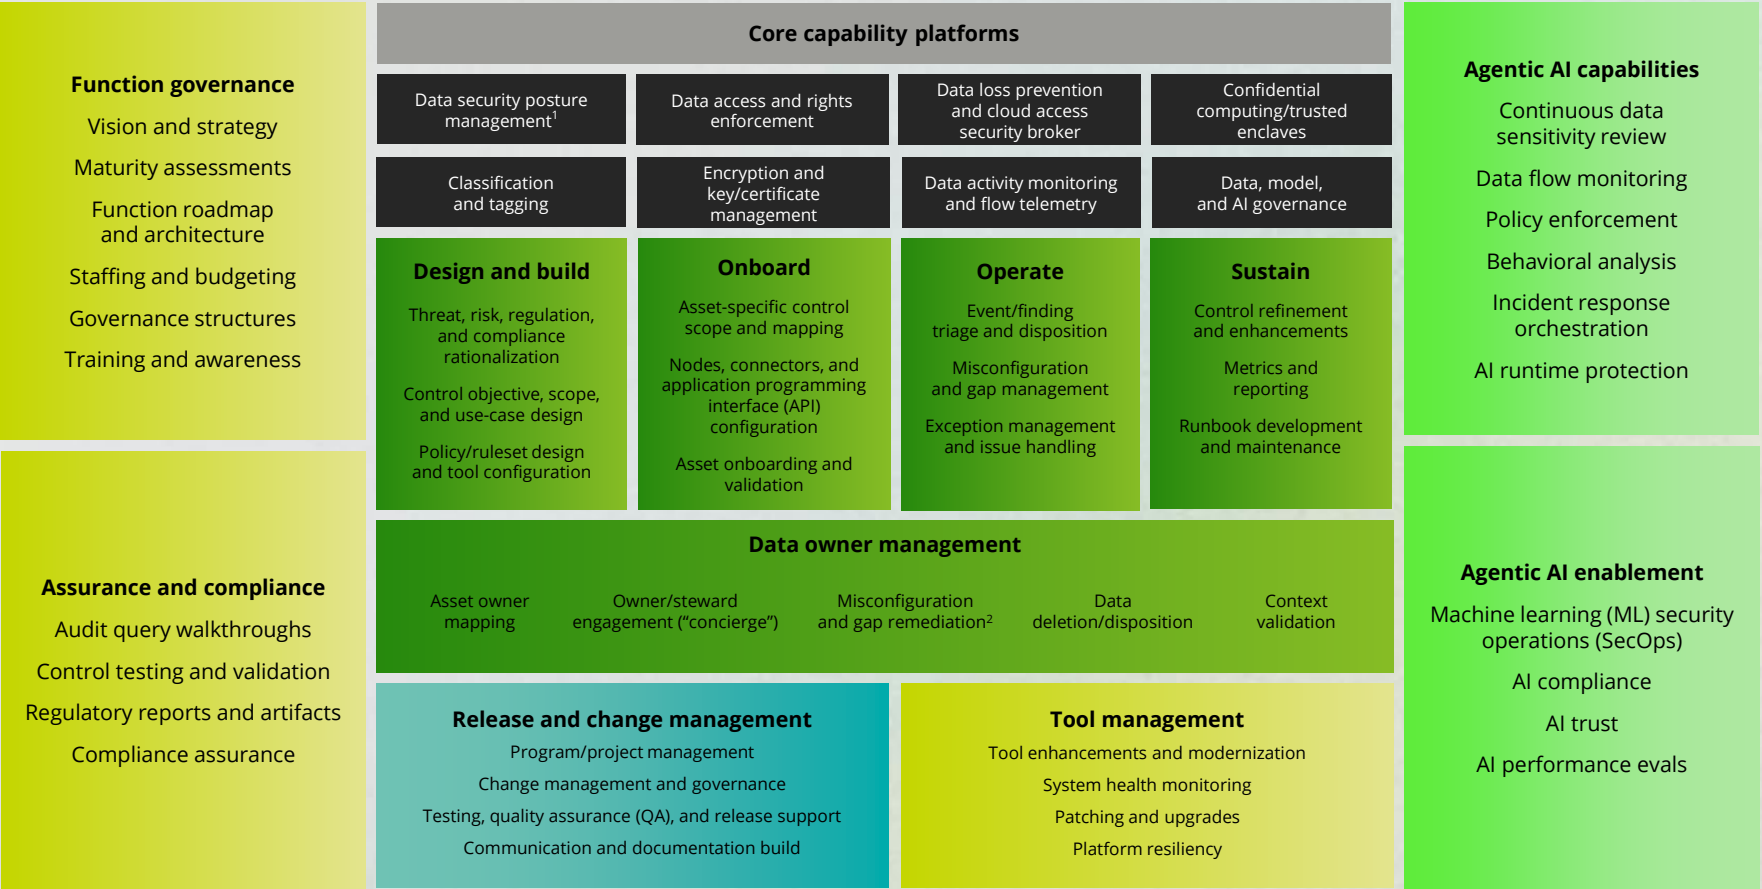 Function governance
Vision and strategy
Maturity assessments
Function roadmap
and architecture
Staffing and budgeting
Governance structures
Training and awareness
Assurance and compliance
Audit query walkthroughs
Control testing and validation
Regulatory reports and artifacts
Compliance assurance
Core capability platforms
Data security posture
management¹
Data access and rights
enforcement
Data loss prevention
and cloud access
security broker
Confidential
computing/trusted
enclaves
Classification
and tagging
Encryption and
key/certificate
management
Data activity monitoring
and flow telemetry
Data, model,
and AI governance
Design and build
Threat, risk, regulation,
and compliance
rationalization
Control objective, scope,
and use-case design
Policy/ruleset design
and tool configuration
Onboard
Asset-specific control
scope and mapping
Nodes, connectors, and
application programming
interface (API)
configuration
Asset onboarding and
validation
Operate
Event/finding
triage and disposition
Misconfiguration
and gap management
Exception management
and issue handling
Sustain
Control refinement
and enhancements
Metrics and
reporting
Runbook development
and maintenance
Data owner management
Asset owner
mapping
Owner/steward
engagement (“concierge”)
Misconfiguration
and gap remediation²
Data
deletion/disposition
Context
validation
Release and change management
Program/project management
Change management and governance
Testing, quality assurance (QA), and release support
Communication and documentation build
Tool management
Tool enhancements and modernization
System health monitoring
Patching and upgrades
Platform resiliency
Agentic AI capabilities
Continuous data
sensitivity review
Data flow monitoring
Policy enforcement
Behavioral analysis
Incident response
orchestration
AI runtime protection
Agentic AI enablement
Machine learning (ML) security
operations (SecOps)
AI compliance
AI trust
AI performance evals